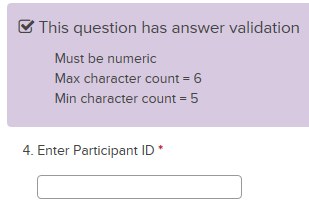 This question has answer validation
Must be numeric
Max character count = 6
Min character count = 5
4. Enter Participant ID *